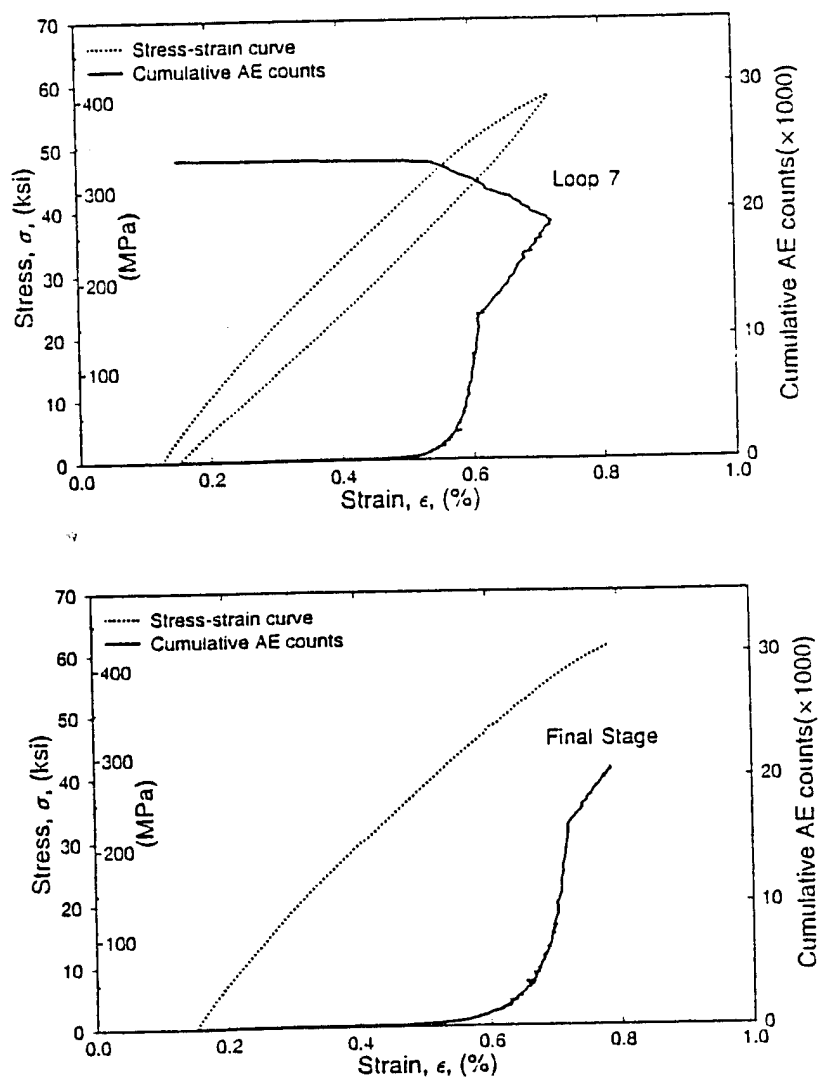 70
60
50
40
30
20
10
0
Stress, σ, (ksi)
400
300
200
100
(MPa)
Stress-strain curve
Cumulative AE counts
Loop 7
30
20
10
0
Cumulative AE counts(×1000)
0.0 0.2 0.4 0.6 0.8 1.0
Strain, ϵ, (%)
70
60
50
40
30
20
10
0
Stress, σ, (ksi)
400
300
200
100
(MPa)
Stress-strain curve
Cumulative AE counts
Final Stage
30
20
10
0
Cumulative AE counts(×1000)
0.0 0.2 0.4 0.6 0.8 1.0
Strain, ϵ, (%)